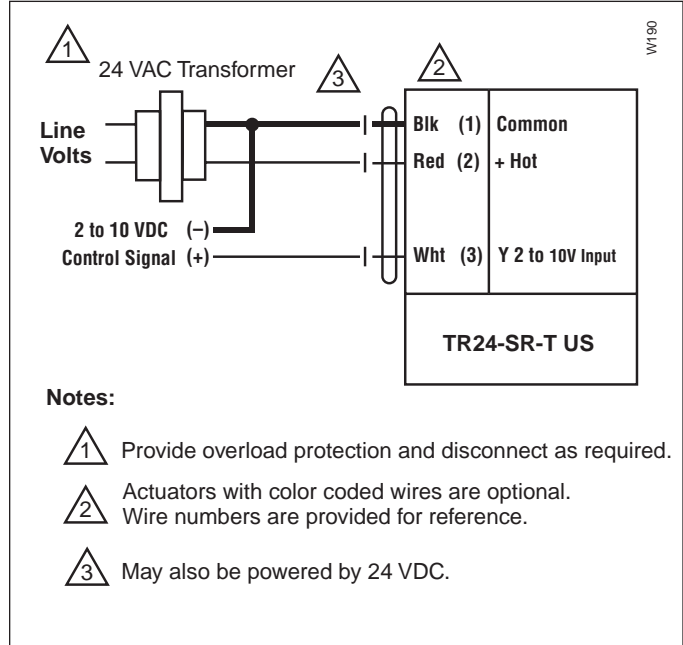 W190
1
24 VAC Transformer
3
2
Line
Volts
Blk (1) Common
Red (2) + Hot
2 to 10 VDC (–)
Control Signal (+)
Wht (3) Y 2 to 10V Input
TR24-SR-T US
Notes:
1 Provide overload protection and disconnect as required.
2 Actuators with color coded wires are optional.
Wire numbers are provided for reference.
3 May also be powered by 24 VDC.